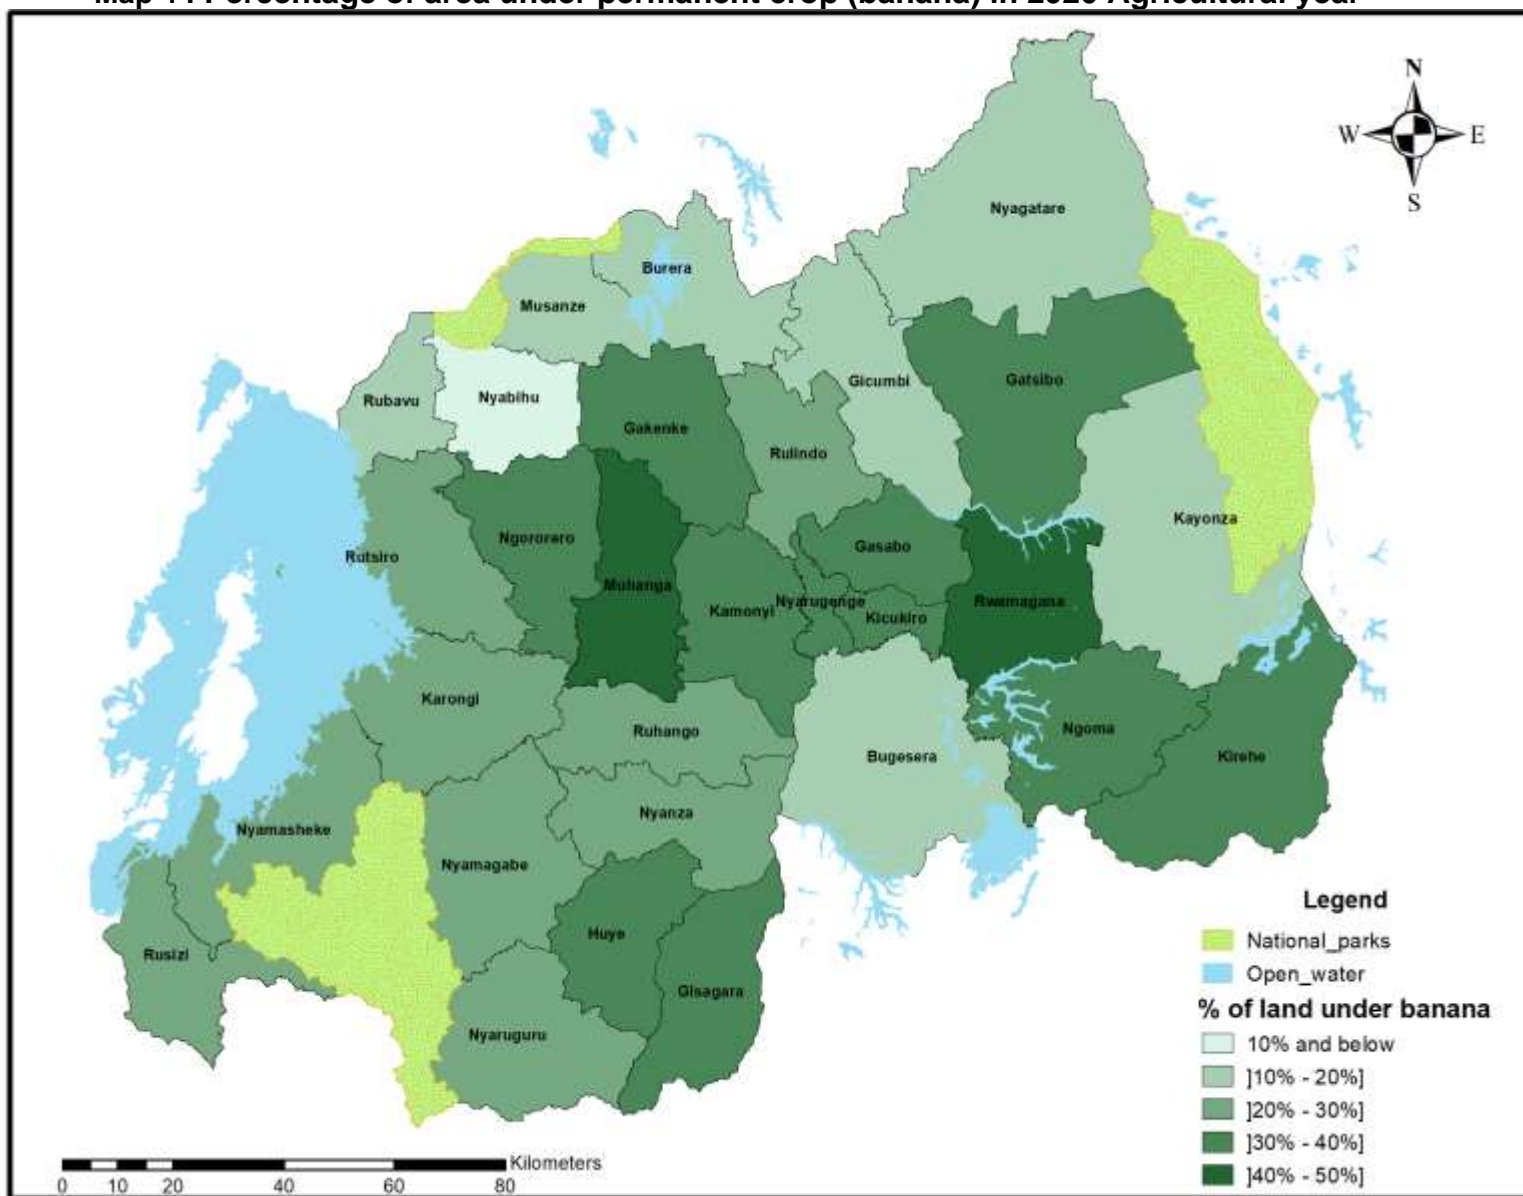 Map Percentage of area under permanent crop (banana) in Agricultural year
N
W E
S
Nyagatare
Burera
Musanze
Gicumbi
Gatsibo
Rubavu
Nyabihu
Gakenke
Rulindo
Kayonza
Ngororero
Gasabo
Rutsiro
Muhanga
Kamonyi
Nyarugenge
Kicukiro
Rwamagana
Karongi
Ruhango
Bugesera
Ngoma
Kirehe
Nyanza
Nyamasheke
Nyamagabe
Huye
Rusizi
Gisagara
Nyaruguru
Legend
National_parks
Open_water
% of land under banana
10% and below
]10% - 20%]
]20% - 30%]
]30% - 40%]
]40% - 50%]
Kilometers
0 10 20 40 60 80